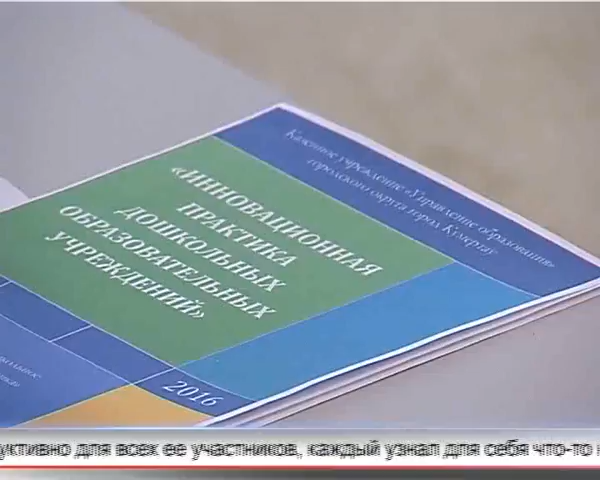 Казенное учреждение «Управление образования»
городского округа город Кумертау
«ИННОВАЦИОННАЯ
ПРАКТИКА
ДОШКОЛЬНЫХ
ОБРАЗОВАТЕЛЬНЫХ
УЧРЕЖДЕНИЙ»
2016
уктивно для всех ее участников, каждый узнал для себя что-то